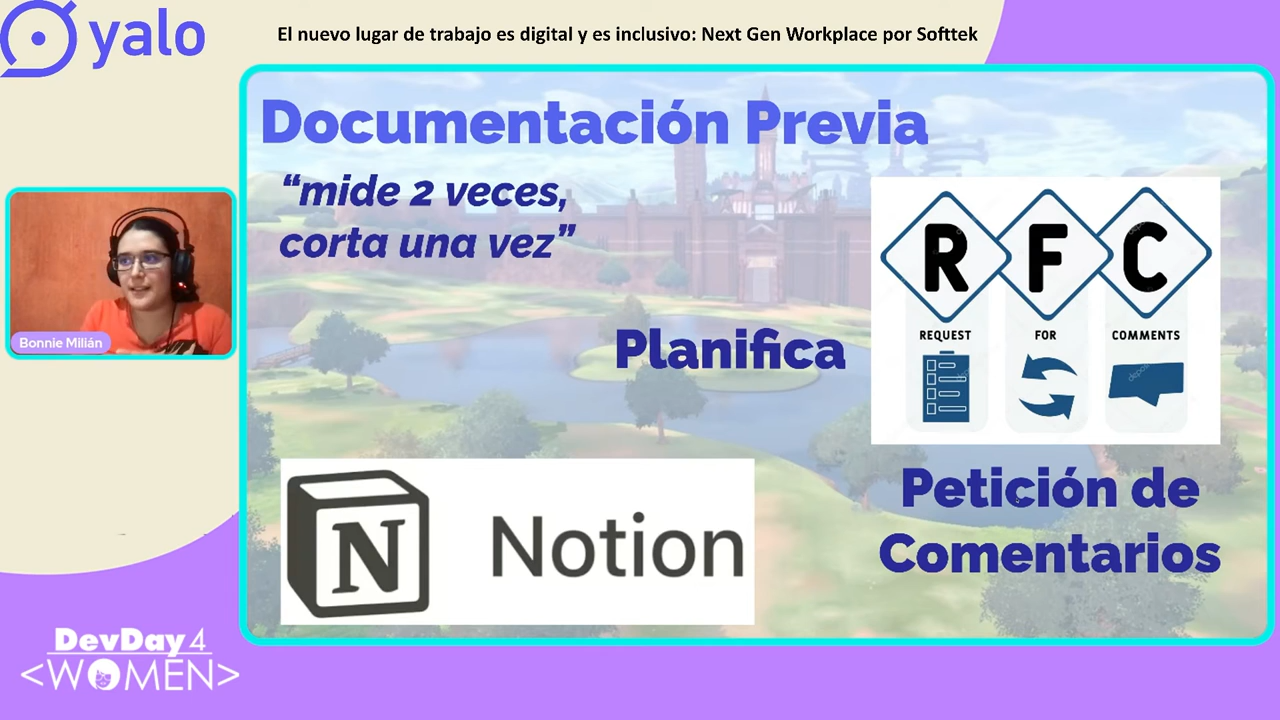 yalo
El nuevo lugar de trabajo es digital y es inclusivo: Next Gen Workplace por Softtek
Documentación Previa
“mide 2 veces,
corta una vez”
R F C
REQUEST FOR COMMENTS
Planifica
Bonnie Milián
N Notion
Petición de
Comentarios
DevDay4
<WOMEN>